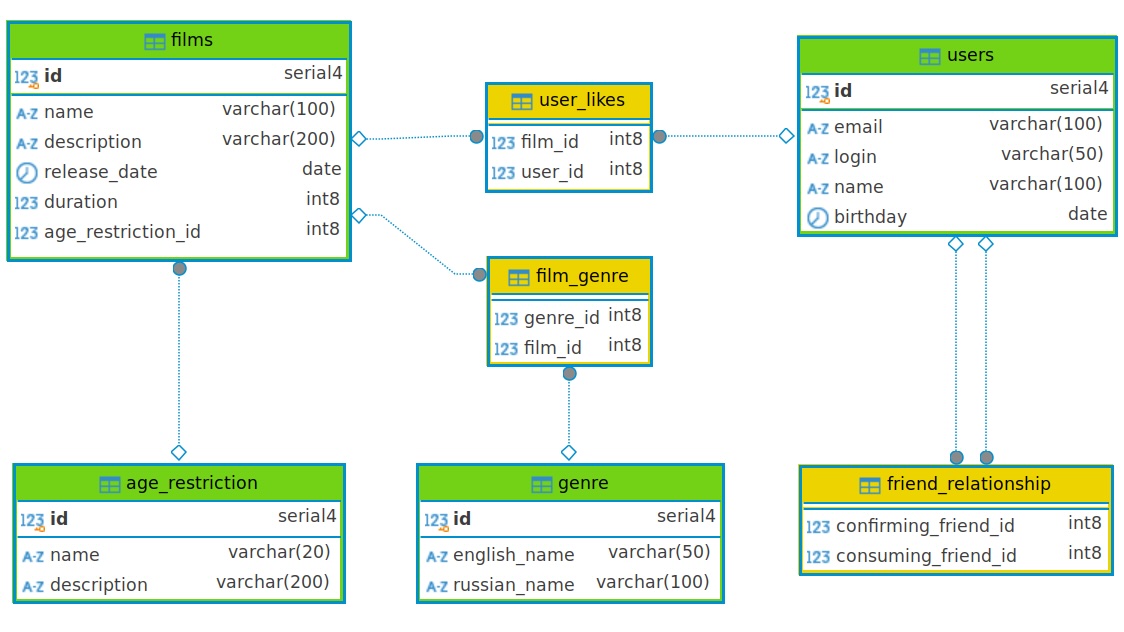 films
123 id serial4
A-Z name varchar(100)
A-Z description varchar(200)
release_date date
123 duration int8
123 age_restriction_id int8
user_likes
123 film_id int8
123 user_id int8
users
123 id serial4
A-Z email varchar(100)
A-Z login varchar(50)
A-Z name varchar(100)
birthday date
film_genre
123 genre_id int8
123 film_id int8
age_restriction
123 id serial4
A-Z name varchar(20)
A-Z description varchar(200)
genre
123 id serial4
A-Z english_name varchar(50)
A-Z russian_name varchar(100)
friend_relationship
123 confirming_friend_id int8
123 consuming_friend_id int8